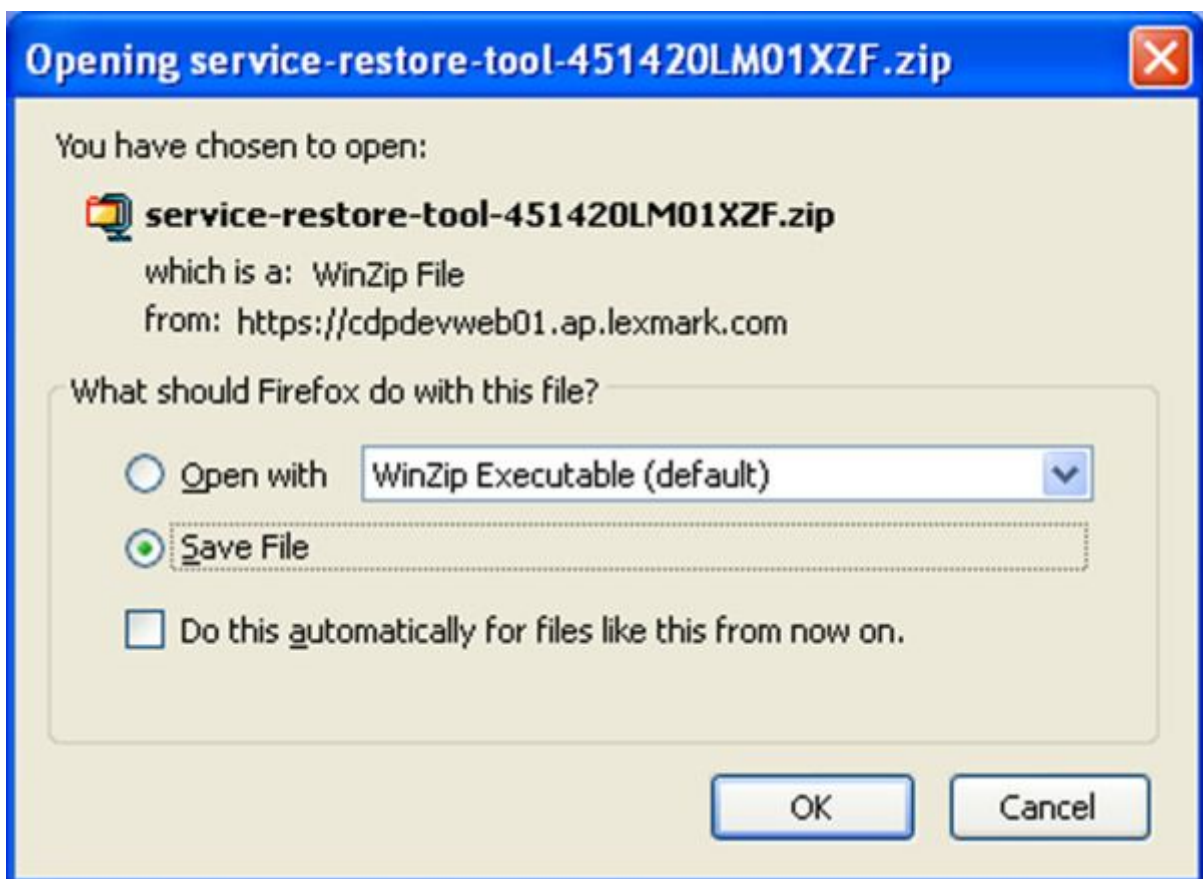 Opening service-restore-tool-451420LM01XZF.zip
You have chosen to open:
service-restore-tool-451420LM01XZF.zip
which is a: WinZip File
from: https://cdpdevweb01.ap.lexmark.com
What should Firefox do with this file?
Open with WinZip Executable (default)
Save File
Do this automatically for files like this from now on.
OK Cancel